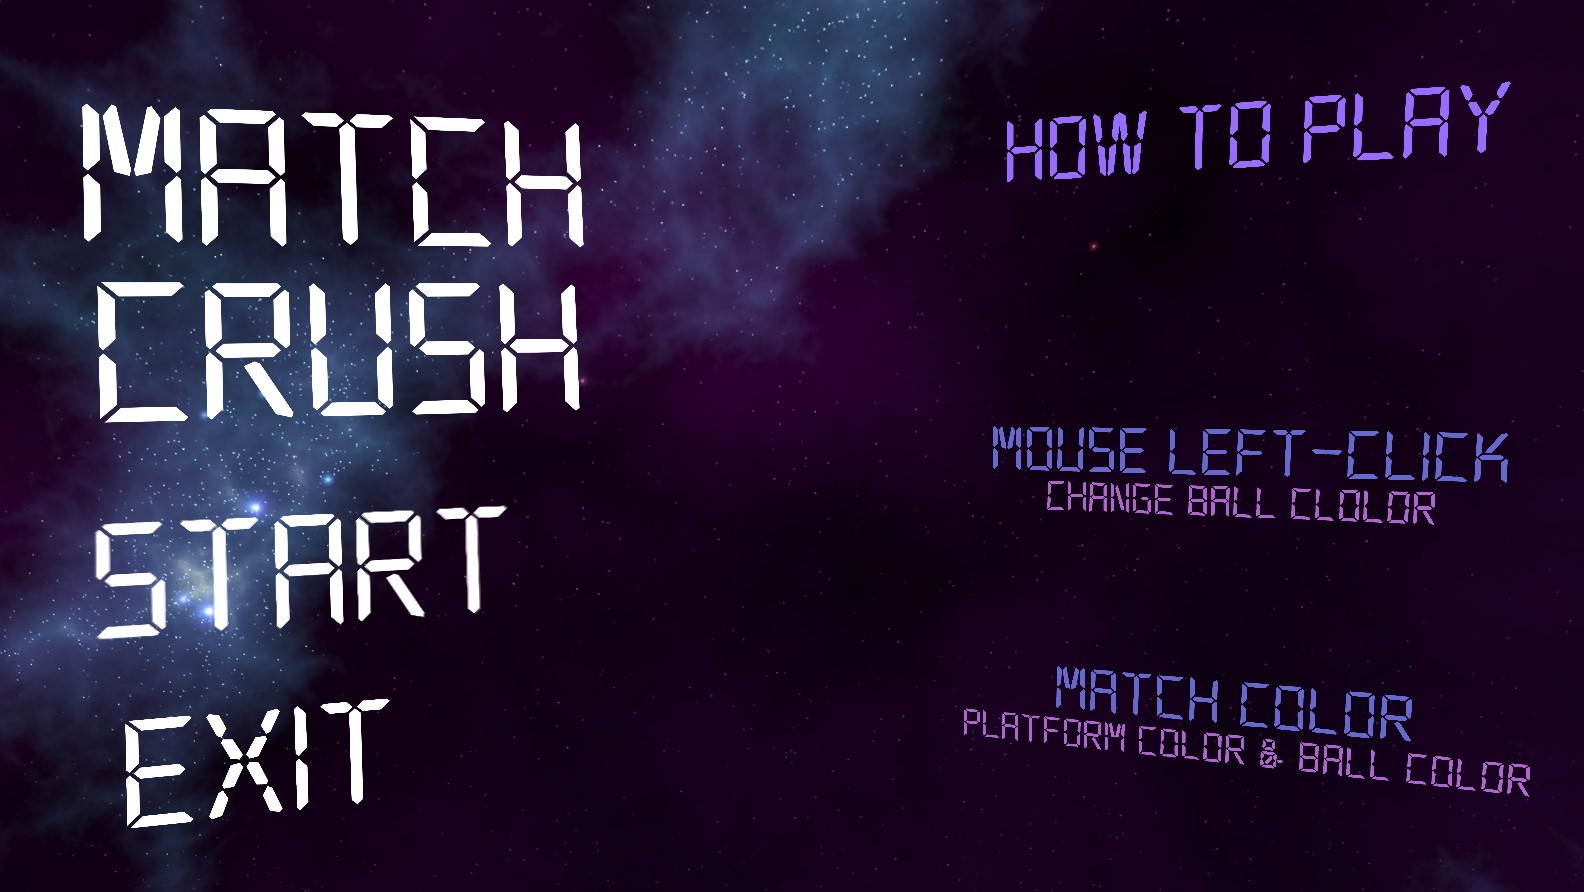 MATCH
CRUSH
START
EXIT
HOW TO PLAY
MOUSE LEFT-CLICK
CHANGE BALL CLOLOR
MATCH COLOR
PLATFORM COLOR & BALL COLOR